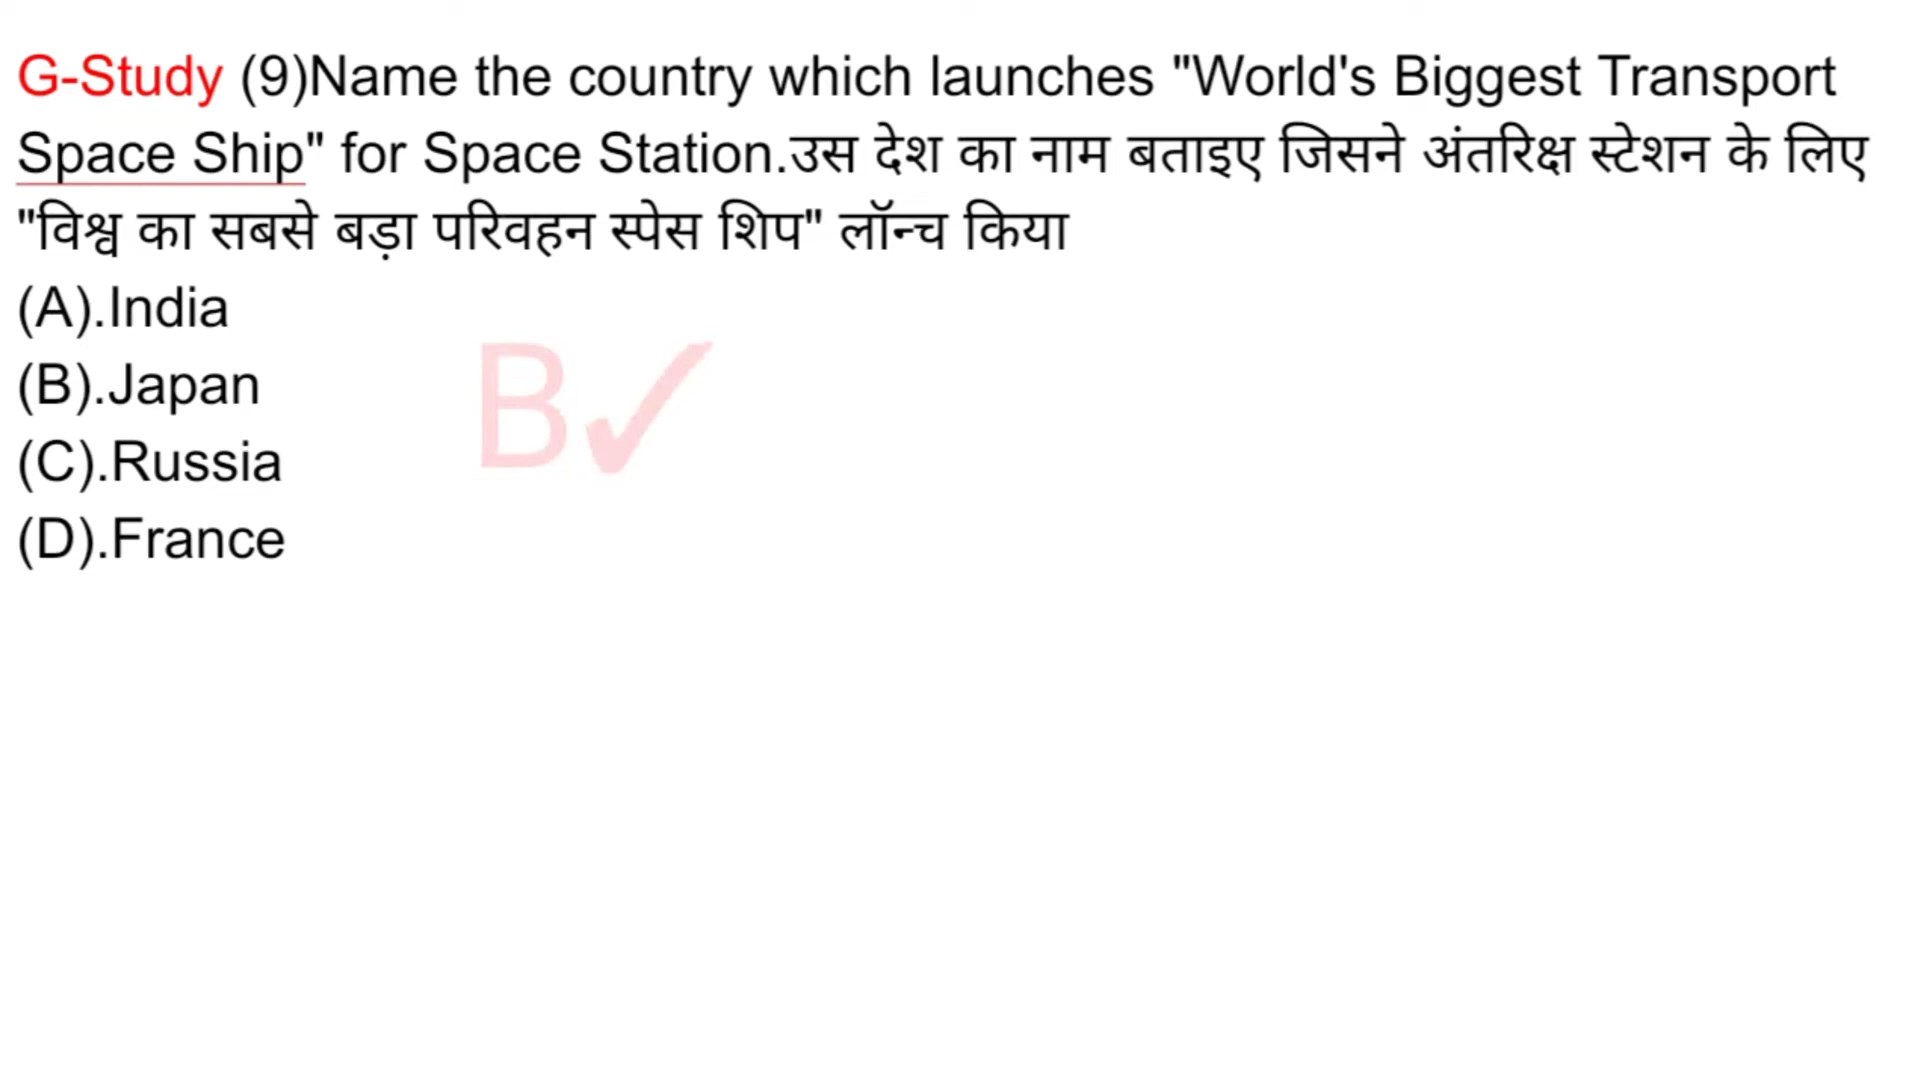 G-Study (9)Name the country which launches "World's Biggest Transport
Space Ship" for Space Station.उस देश का नाम बताइए जिसने अंतरिक्ष स्टेशन के लिए
"विश्व का सबसे बड़ा परिवहन स्पेस शिप" लॉन्च किया
(A).India
(B).Japan
B✓
(C).Russia
(D).France